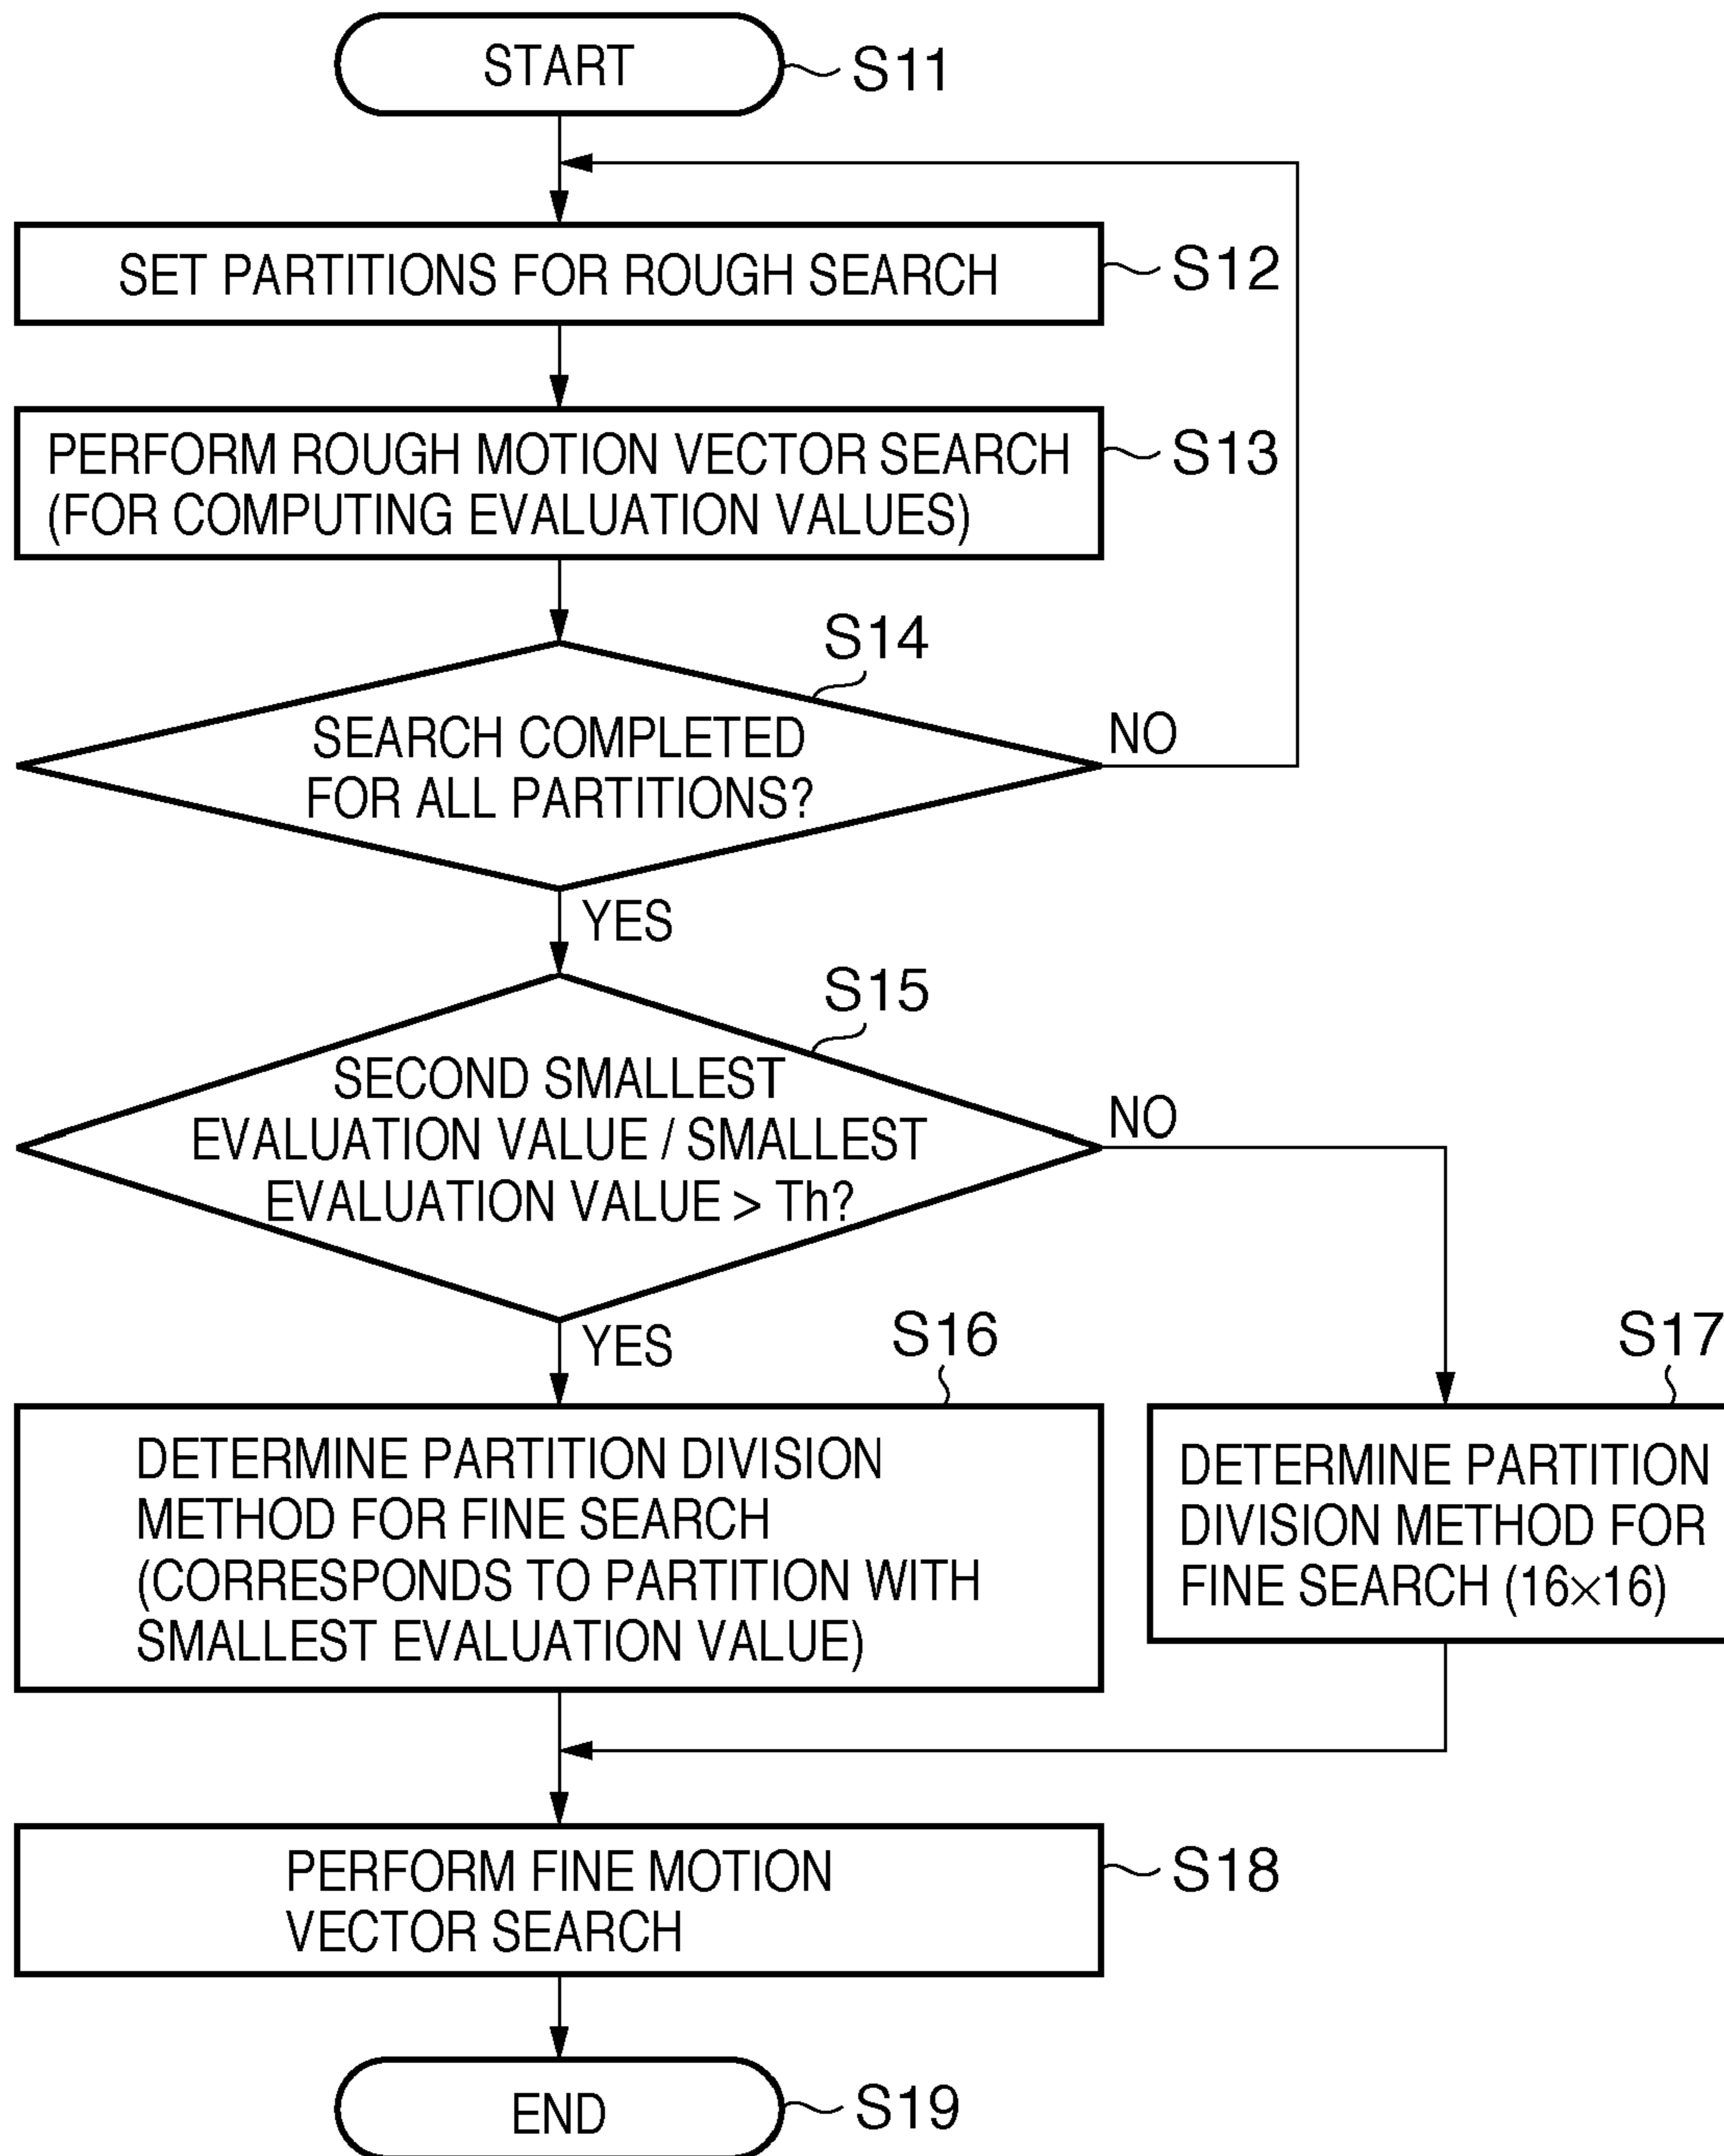 START
S11
SET PARTITIONS FOR ROUGH SEARCH
S12
PERFORM ROUGH MOTION VECTOR SEARCH
(FOR COMPUTING EVALUATION VALUES)
S13
S14
SEARCH COMPLETED
FOR ALL PARTITIONS?
NO
YES
S15
SECOND SMALLEST
EVALUATION VALUE / SMALLEST
EVALUATION VALUE > Th?
NO
YES
S16
DETERMINE PARTITION DIVISION
METHOD FOR FINE SEARCH
(CORRESPONDS TO PARTITION WITH
SMALLEST EVALUATION VALUE)
S17
DETERMINE PARTITION
DIVISION METHOD FOR
FINE SEARCH (16×16)
PERFORM FINE MOTION
VECTOR SEARCH
S18
END
S19